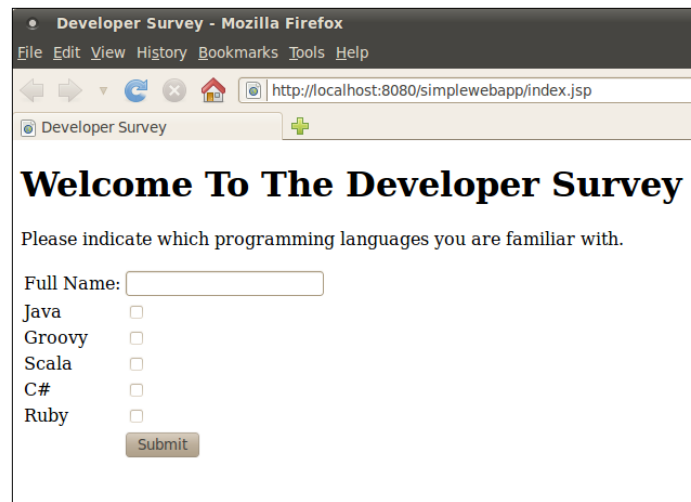 Developer Survey - Mozilla Firefox
File Edit View History Bookmarks Tools Help
http://localhost:8080/simplewebapp/index.jsp
Developer Survey
Welcome To The Developer Survey
Please indicate which programming languages you are familiar with.
Full Name:
Java
Groovy
Scala
C#
Ruby
Submit